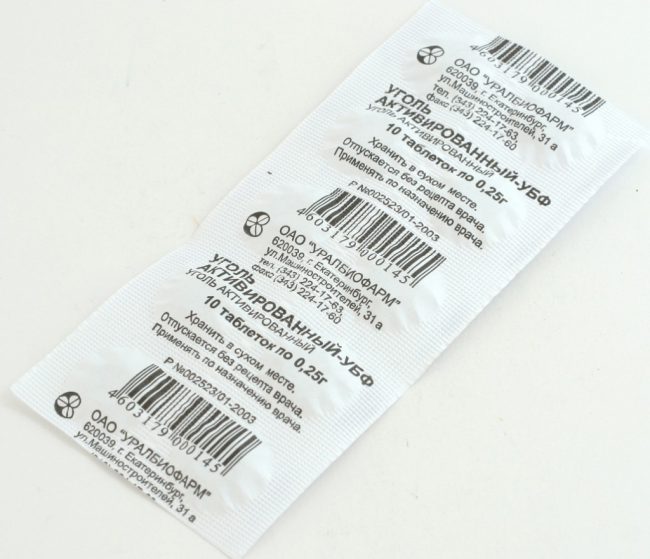 4603179000145
ОАО "УРАЛБИОФАРМ"
620039, г. Екатеринбург,
ул.Машиностроителей, 31 а
тел. (343) 224-17-63,
факс (343) 224-17-60
УГОЛЬ
АКТИВИРОВАННЫЙ-УБФ
УГОЛЬ АКТИВИРОВАННЫЙ
10 таблеток по 0,25г
Хранить в сухом месте.
Отпускается без рецепта врача.
Применять по назначению врача.
Р №002523/01-2003
4603179000145
ОАО "УРАЛБИОФАРМ"
620039, г. Екатеринбург,
ул.Машиностроителей, 31 а
тел. (343) 224-17-63,
факс (343) 224-17-60
УГОЛЬ
АКТИВИРОВАННЫЙ-УБФ
УГОЛЬ АКТИВИРОВАННЫЙ
10 таблеток по 0,25г
Хранить в сухом месте.
Отпускается без рецепта врача.
Применять по назначению врача.
Р №002523/01-2003
4603179000145
ОАО "УРАЛБИОФАРМ"
620039, г. Екатеринбург,
ул.Машиностроителей, 31 а